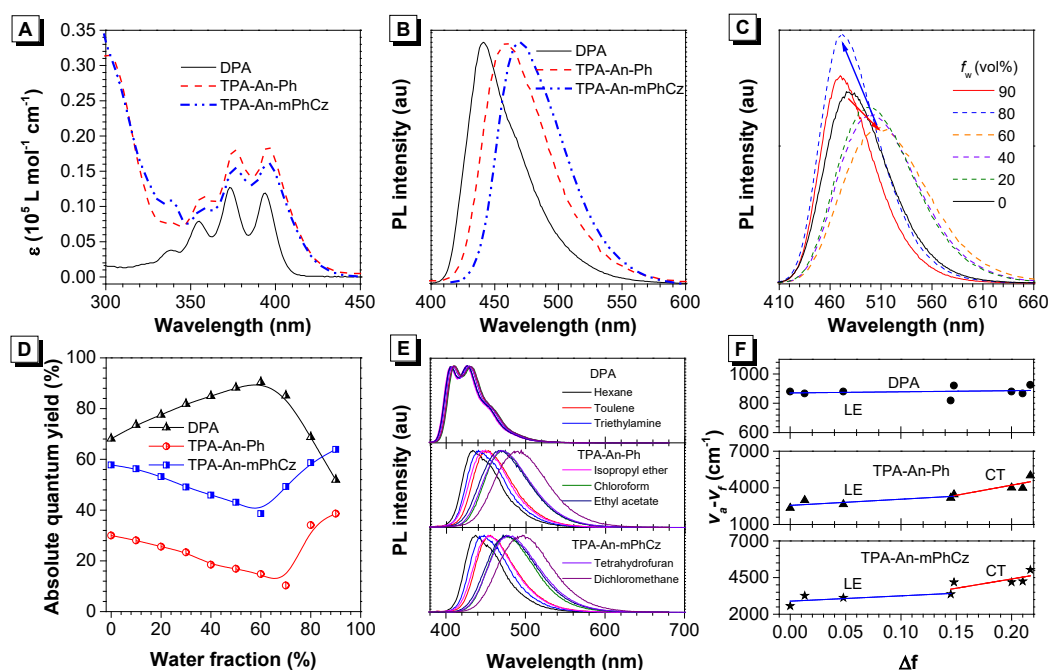 A
0.35
0.30
0.25
0.20
0.15
0.10
0.05
0.00
ε (10⁵ L mol⁻¹ cm⁻¹)
DPA
TPA-An-Ph
TPA-An-mPhCz
300
350
400
450
Wavelength (nm)
B
PL intensity (au)
DPA
TPA-An-Ph
TPA-An-mPhCz
400
450
500
550
600
Wavelength (nm)
C
PL intensity (au)
f_w (vol%)
90
80
60
40
20
0
410
460
510
560
610
660
Wavelength (nm)
D
Absolute quantum yield (%)
100
80
60
40
20
0
DPA
TPA-An-Ph
TPA-An-mPhCz
0
20
40
60
80
100
Water fraction (%)
E
PL intensity (au)
DPA
Hexane
Toulene
Triethylamine
TPA-An-Ph
Isopropyl ether
Chloroform
Ethyl acetate
TPA-An-mPhCz
Tetrahydrofuran
Dichloromethane
400
500
600
700
Wavelength (nm)
F
ν_a-ν_f (cm⁻¹)
1000
800
600
DPA
LE
7000
4000
1000
TPA-An-Ph
LE
CT
7000
4500
2000
TPA-An-mPhCz
LE
CT
0.00
0.05
0.10
0.15
0.20
Δf